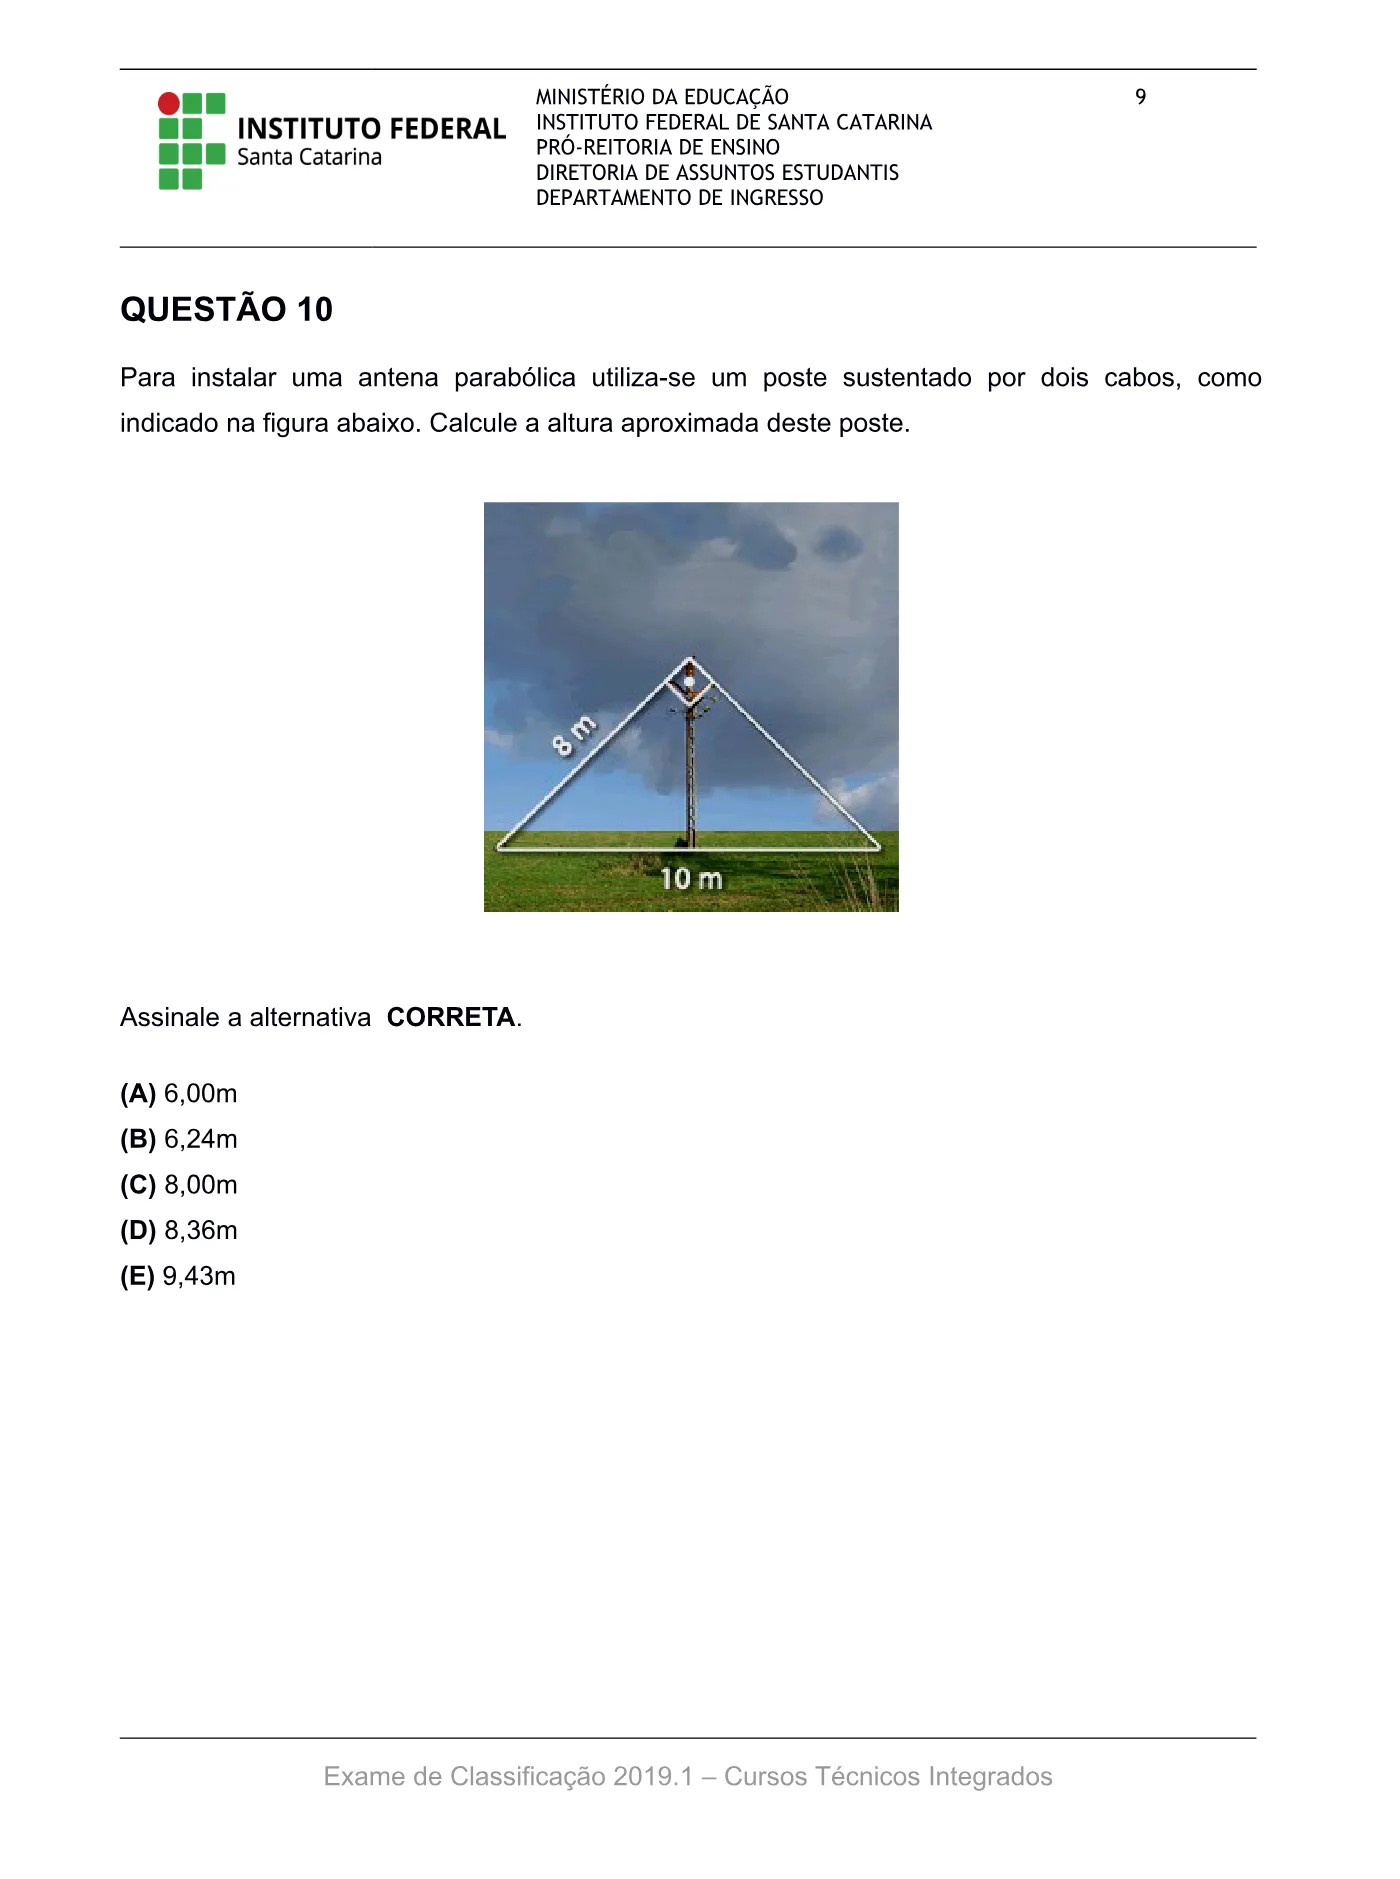 INSTITUTO FEDERAL
Santa Catarina
MINISTÉRIO DA EDUCAÇÃO
INSTITUTO FEDERAL DE SANTA CATARINA
PRÓ-REITORIA DE ENSINO
DIRETORIA DE ASSUNTOS ESTUDANTIS
DEPARTAMENTO DE INGRESSO
9
QUESTÃO 10
Para instalar uma antena parabólica utiliza-se um poste sustentado por dois cabos, como
indicado na figura abaixo. Calcule a altura aproximada deste poste.
8 m
10 m
Assinale a alternativa CORRETA.
(A) 6,00m
(B) 6,24m
(C) 8,00m
(D) 8,36m
(E) 9,43m
Exame de Classificação 2019.1 – Cursos Técnicos Integrados